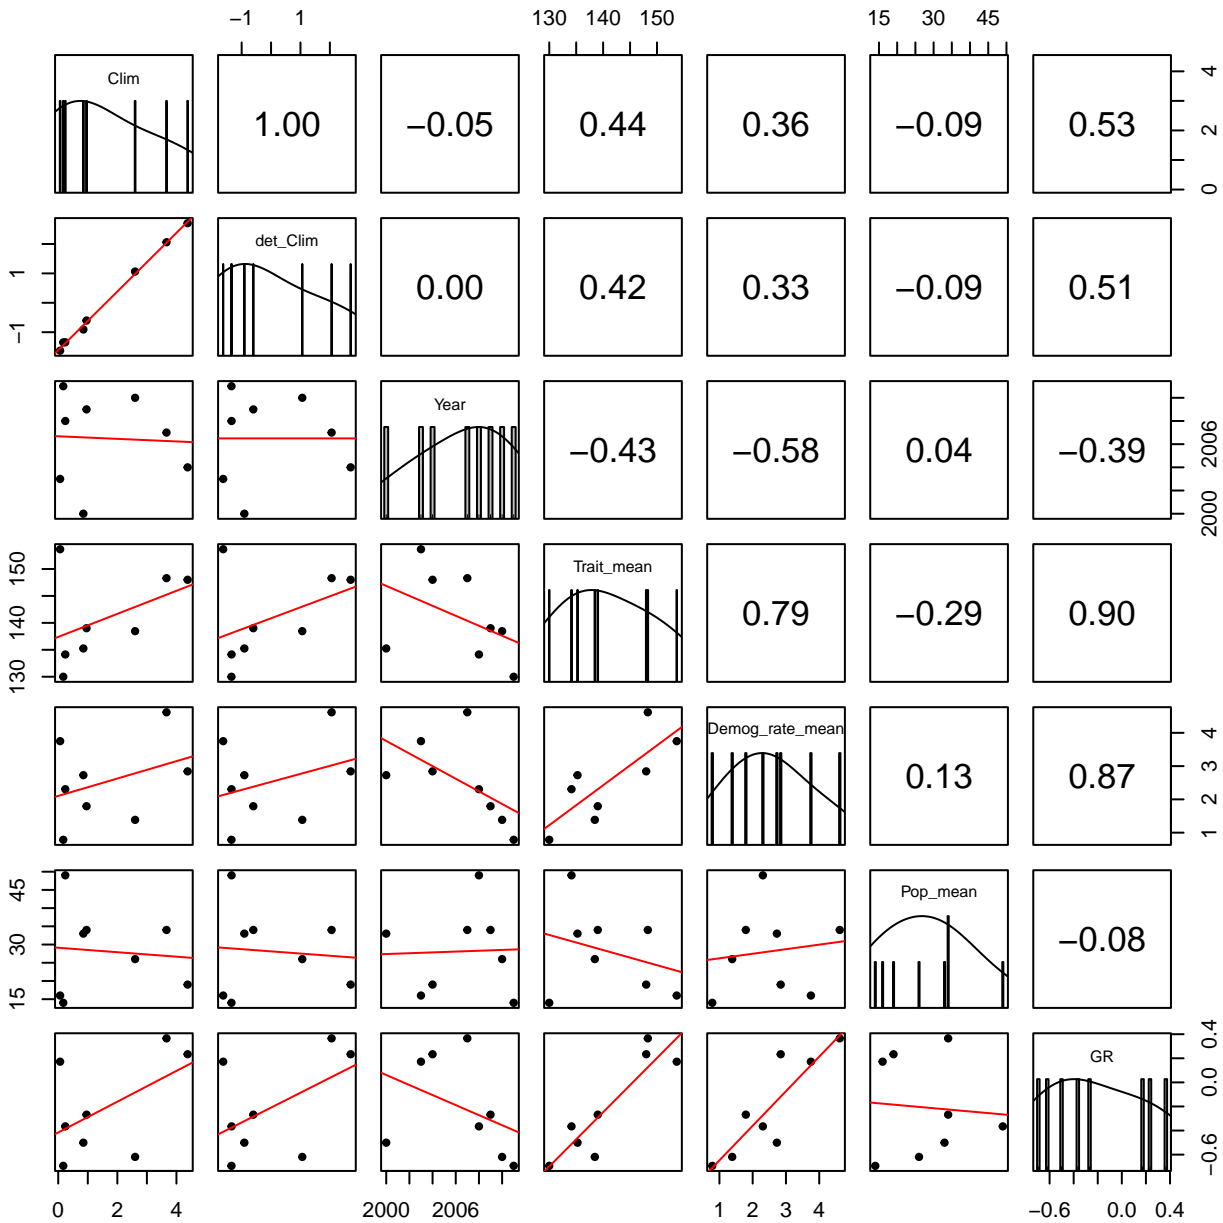 −1 1 130 140 150 15 30 45
Clim
1.00 −0.05 0.44 0.36 −0.09 0.53
0 2 4
det_Clim
0.00 0.42 0.33 −0.09 0.51
−1 1
Year
−0.43 −0.58 0.04 −0.39
2000 2006
Trait_mean
0.79 −0.29 0.90
130 140 150
Demog_rate_mean
0.13 0.87
1 2 3 4
Pop_mean
−0.08
15 30 45
GR
−0.6 0.0 0.4
0 2 4 2000 2006 1 2 3 4 −0.6 0.0 0.4